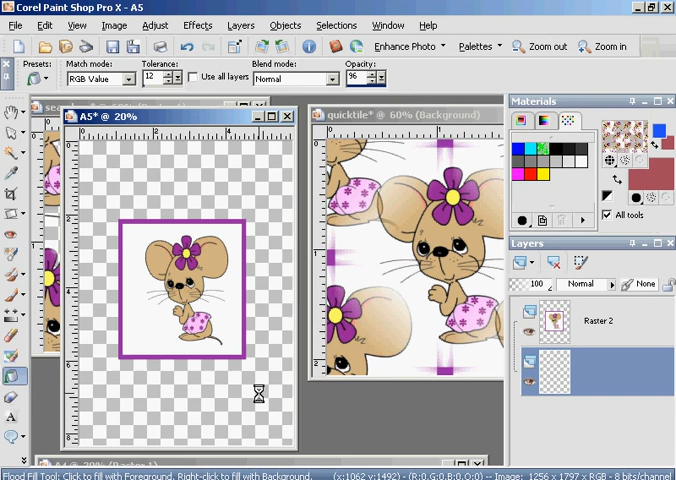 Corel Paint Shop Pro X - A5
File Edit View Image Adjust Effects Layers Objects Selections Window Help
Enhance Photo Palettes Zoom out Zoom in
Presets: Match mode: Tolerance: Blend mode: Opacity:
RGB Value 12 Use all layers Normal 96
A5* @ 20%
quicktile* @ 60% (Background)
Materials
All tools
Layers
100 Normal None
Raster 2
Flood Fill Tool: Click to fill with Foreground. Right-click to fill with Background. (x:1062 y:1492) - (R:0,G:0,B:0,O:0) -- Image: 1256 x 1797 x RGB - 8 bits/channel